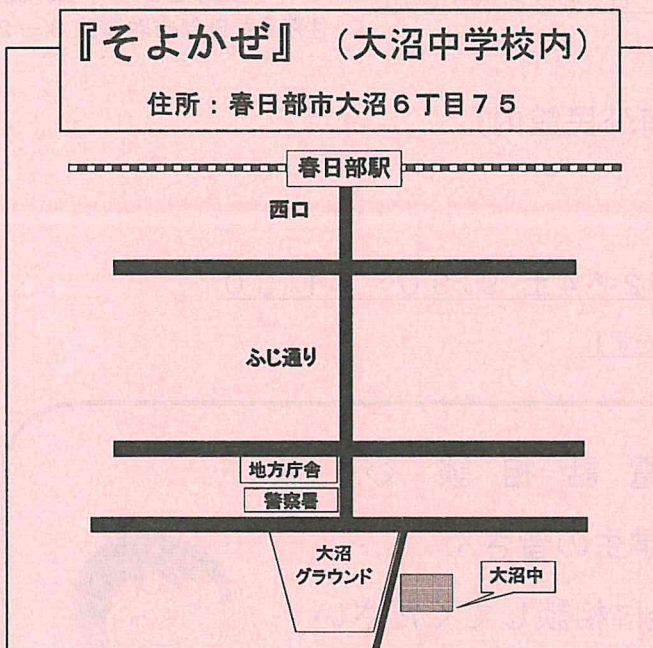 『そよかぜ』（大沼中学校内）
住所：春日部市大沼６丁目７５
春日部駅
西口
ふじ通り
地方庁舎
警察署
大沼
グラウンド
大沼中